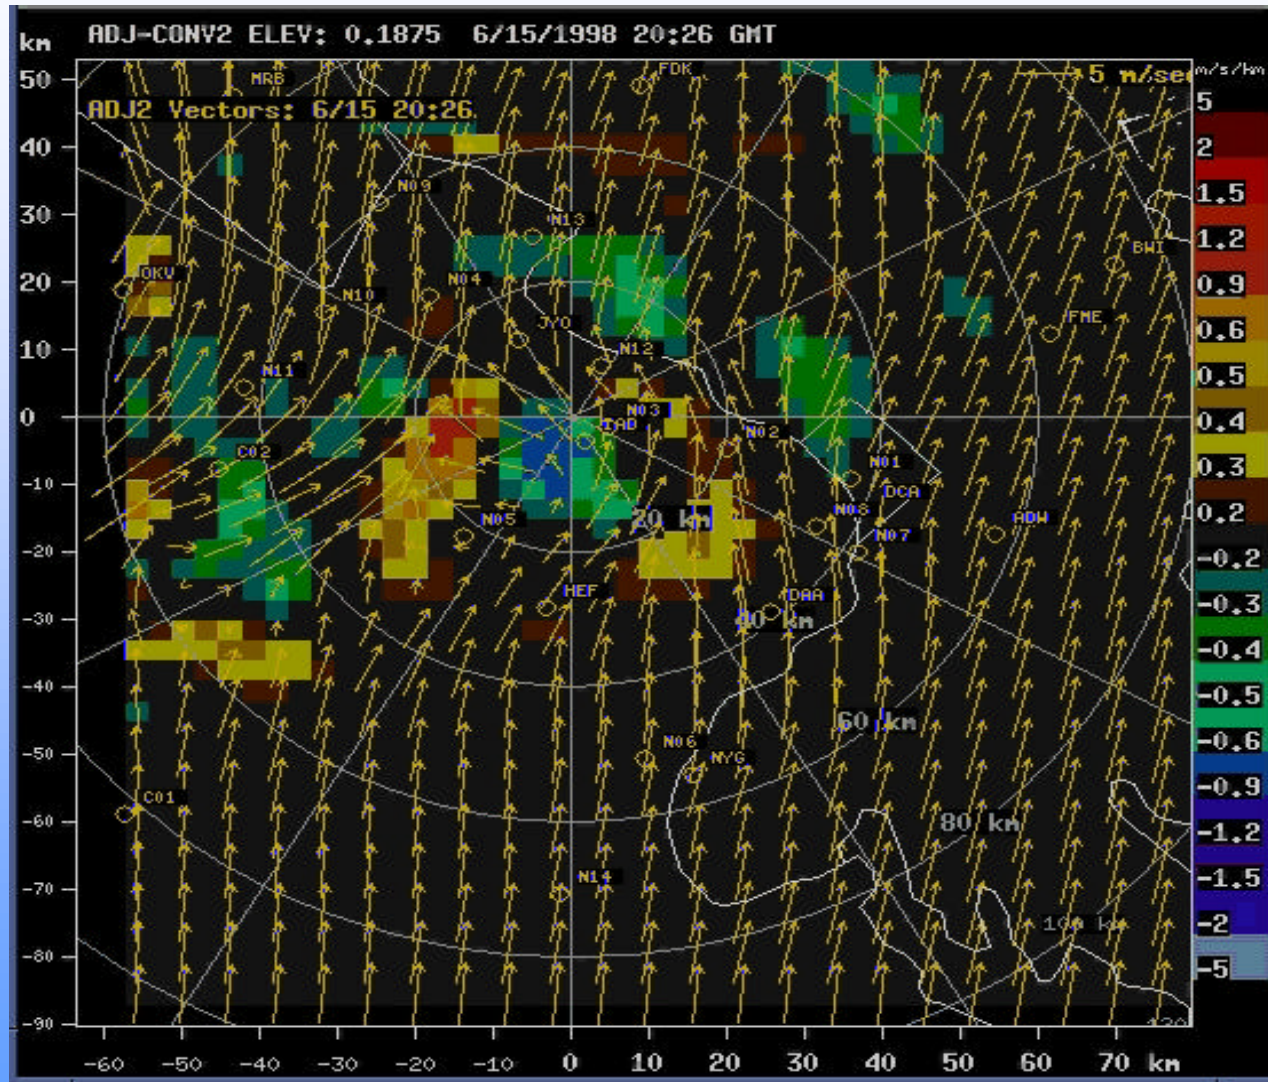 ADJ-CONV2 ELEV: 0.1875 6/15/1998 20:26 GMT
km
m/s/km
5 m/sec
ADJ2 Vectors: 6/15 20:26
MRB
FDK
N09
N13
BWI
OKV
N04
N10
JYO
FME
N12
N11
N03
IAD
N02
C02
N01
DCA
N05
20 km
N08
ADW
N07
HEF
DAA
40 km
60 km
N06
NYG
C01
80 km
N14
100 k
120
50
40
30
20
10
0
-10
-20
-30
-40
-50
-60
-70
-80
-90
-60 -50 -40 -30 -20 -10 0 10 20 30 40 50 60 70 km
5
2
1.5
1.2
0.9
0.6
0.5
0.4
0.3
0.2
-0.2
-0.3
-0.4
-0.5
-0.6
-0.9
-1.2
-1.5
-2
-5